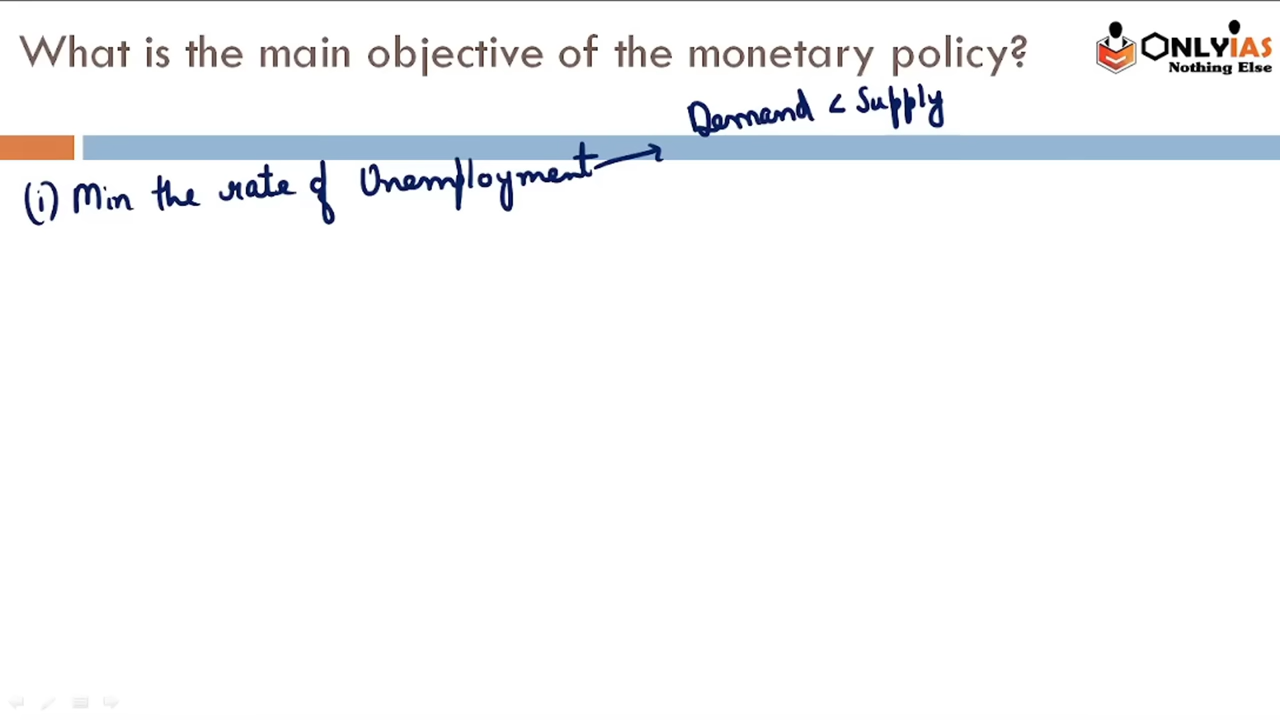 What is the main objective of the monetary policy?
ONLYIAS
Nothing Else
Demand < Supply
(i) Min the rate of Unemployment →